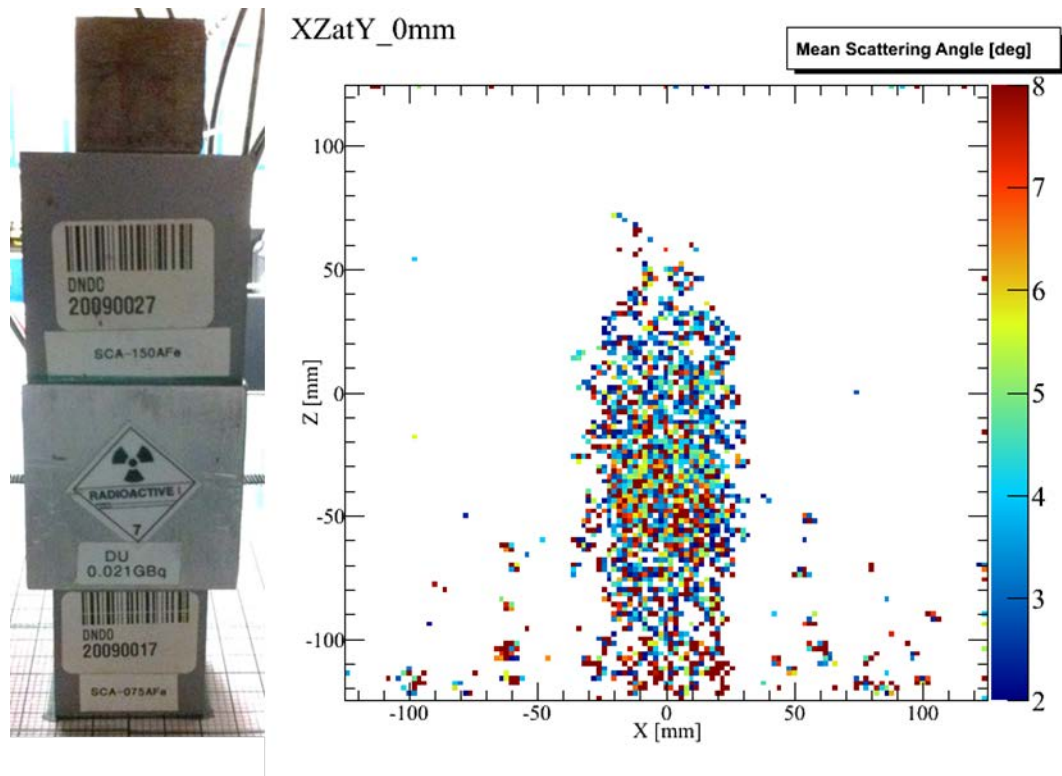 DNDO
20090027
SCA-150AFe
RADIOACTIVE I
7
DU
0.021GBq
DNDO
20090017
SCA-075AFe
XZatY_0mm
Mean Scattering Angle [deg]
100
50
0
-50
-100
Z [mm]
-100
-50
0
50
100
X [mm]
8
7
6
5
4
3
2